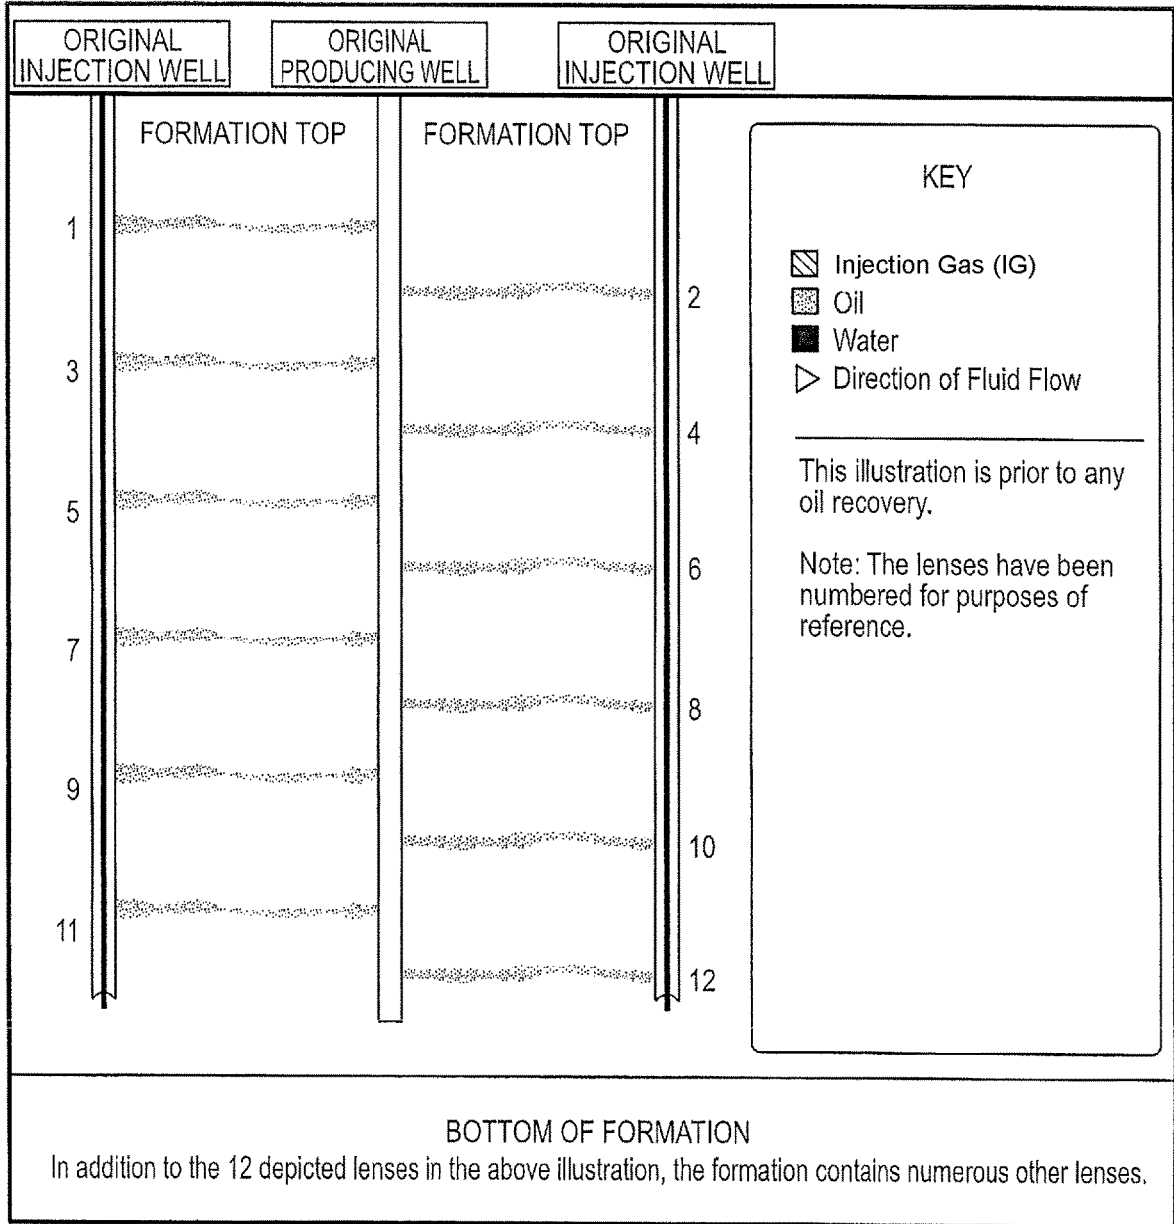 ORIGINAL
INJECTION WELL
ORIGINAL
PRODUCING WELL
ORIGINAL
INJECTION WELL
FORMATION TOP
FORMATION TOP
1
2
3
4
5
6
7
8
9
10
11
12
KEY
Injection Gas (IG)
Oil
Water
Direction of Fluid Flow
This illustration is prior to any
oil recovery.
Note: The lenses have been
numbered for purposes of
reference.
BOTTOM OF FORMATION
In addition to the 12 depicted lenses in the above illustration, the formation contains numerous other lenses.